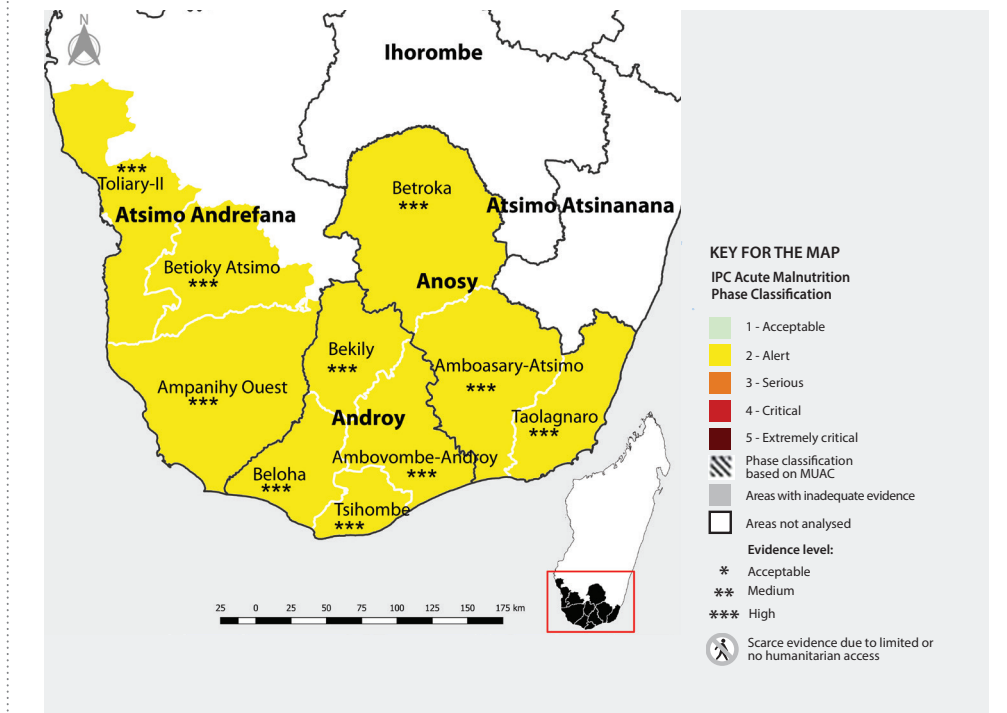 N
Ihorombe
Betroka
***
***
Toliary-II
Atsimo Andrefana
Atsimo Atsinanana
Betioky Atsimo
***
Anosy
Bekily
***
Amboasary-Atsimo
***
Ampanihy Ouest
***
Taolagnaro
***
Androy
Ambovombe-Androy
***
Beloha
***
Tsihombe
***
25 0 25 50 75 100 125 150 175 km
KEY FOR THE MAP
IPC Acute Malnutrition
Phase Classification
1 - Acceptable
2 - Alert
3 - Serious
4 - Critical
5 - Extremely critical
Phase classification
based on MUAC
Areas with inadequate evidence
Areas not analysed
Evidence level:
* Acceptable
** Medium
*** High
Scarce evidence due to limited or
no humanitarian access